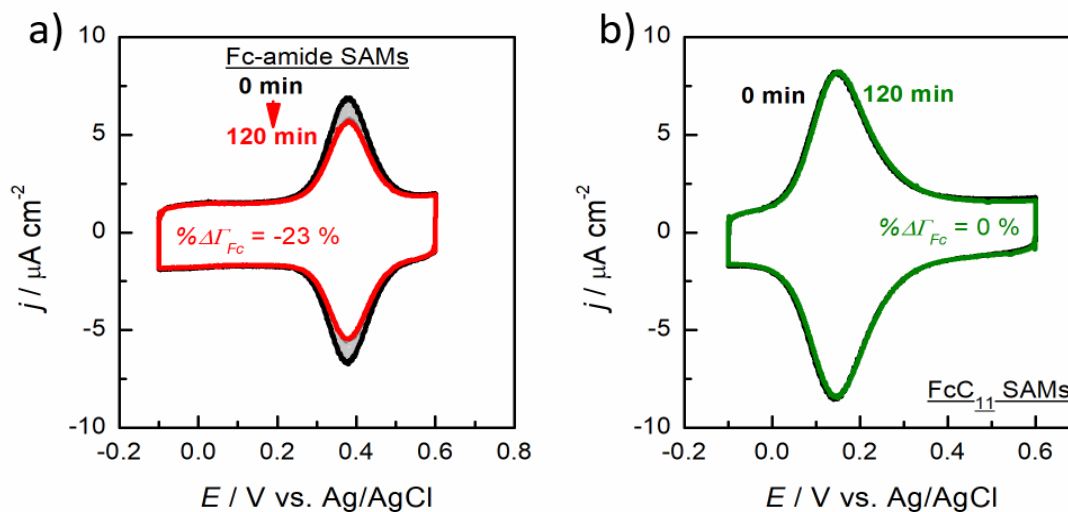 a)
Fc-amide SAMs
0 min
120 min
%ΔΓFc = -23 %
10
5
0
-5
-10
j / μA cm-2
-0.2 0.0 0.2 0.4 0.6 0.8
E / V vs. Ag/AgCl
b)
0 min 120 min
%ΔΓFc = 0 %
FcC11 SAMs
10
5
0
-5
-10
j / μA cm-2
-0.2 0.0 0.2 0.4 0.6
E / V vs. Ag/AgCl